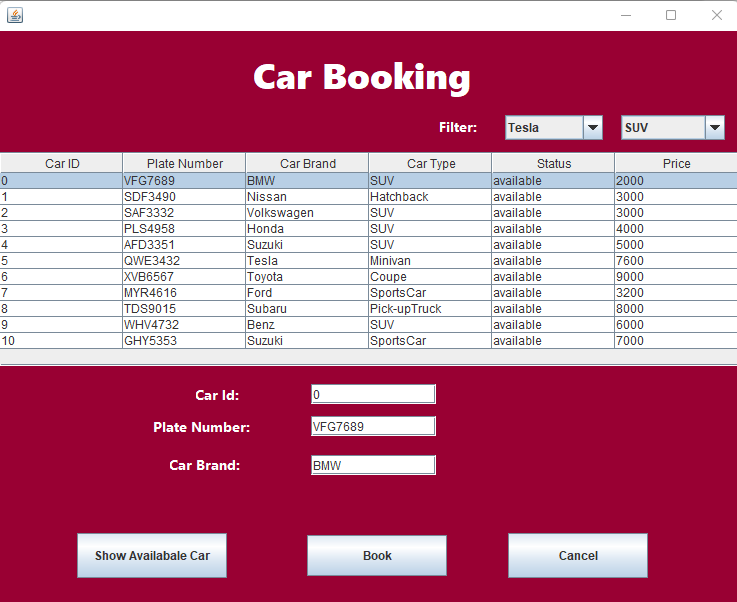 Car Booking
Filter: Tesla SUV
Car ID Plate Number Car Brand Car Type Status Price
0 VFG7689 BMW SUV available 2000
1 SDF3490 Nissan Hatchback available 3000
2 SAF3332 Volkswagen SUV available 3000
3 PLS4958 Honda SUV available 4000
4 AFD3351 Suzuki SUV available 5000
5 QWE3432 Tesla Minivan available 7600
6 XVB6567 Toyota Coupe available 9000
7 MYR4616 Ford SportsCar available 3200
8 TDS9015 Subaru Pick-upTruck available 8000
9 WHV4732 Benz SUV available 6000
10 GHY5353 Suzuki SportsCar available 7000
Car Id: 0
Plate Number: VFG7689
Car Brand: BMW
Show Availabale Car Book Cancel